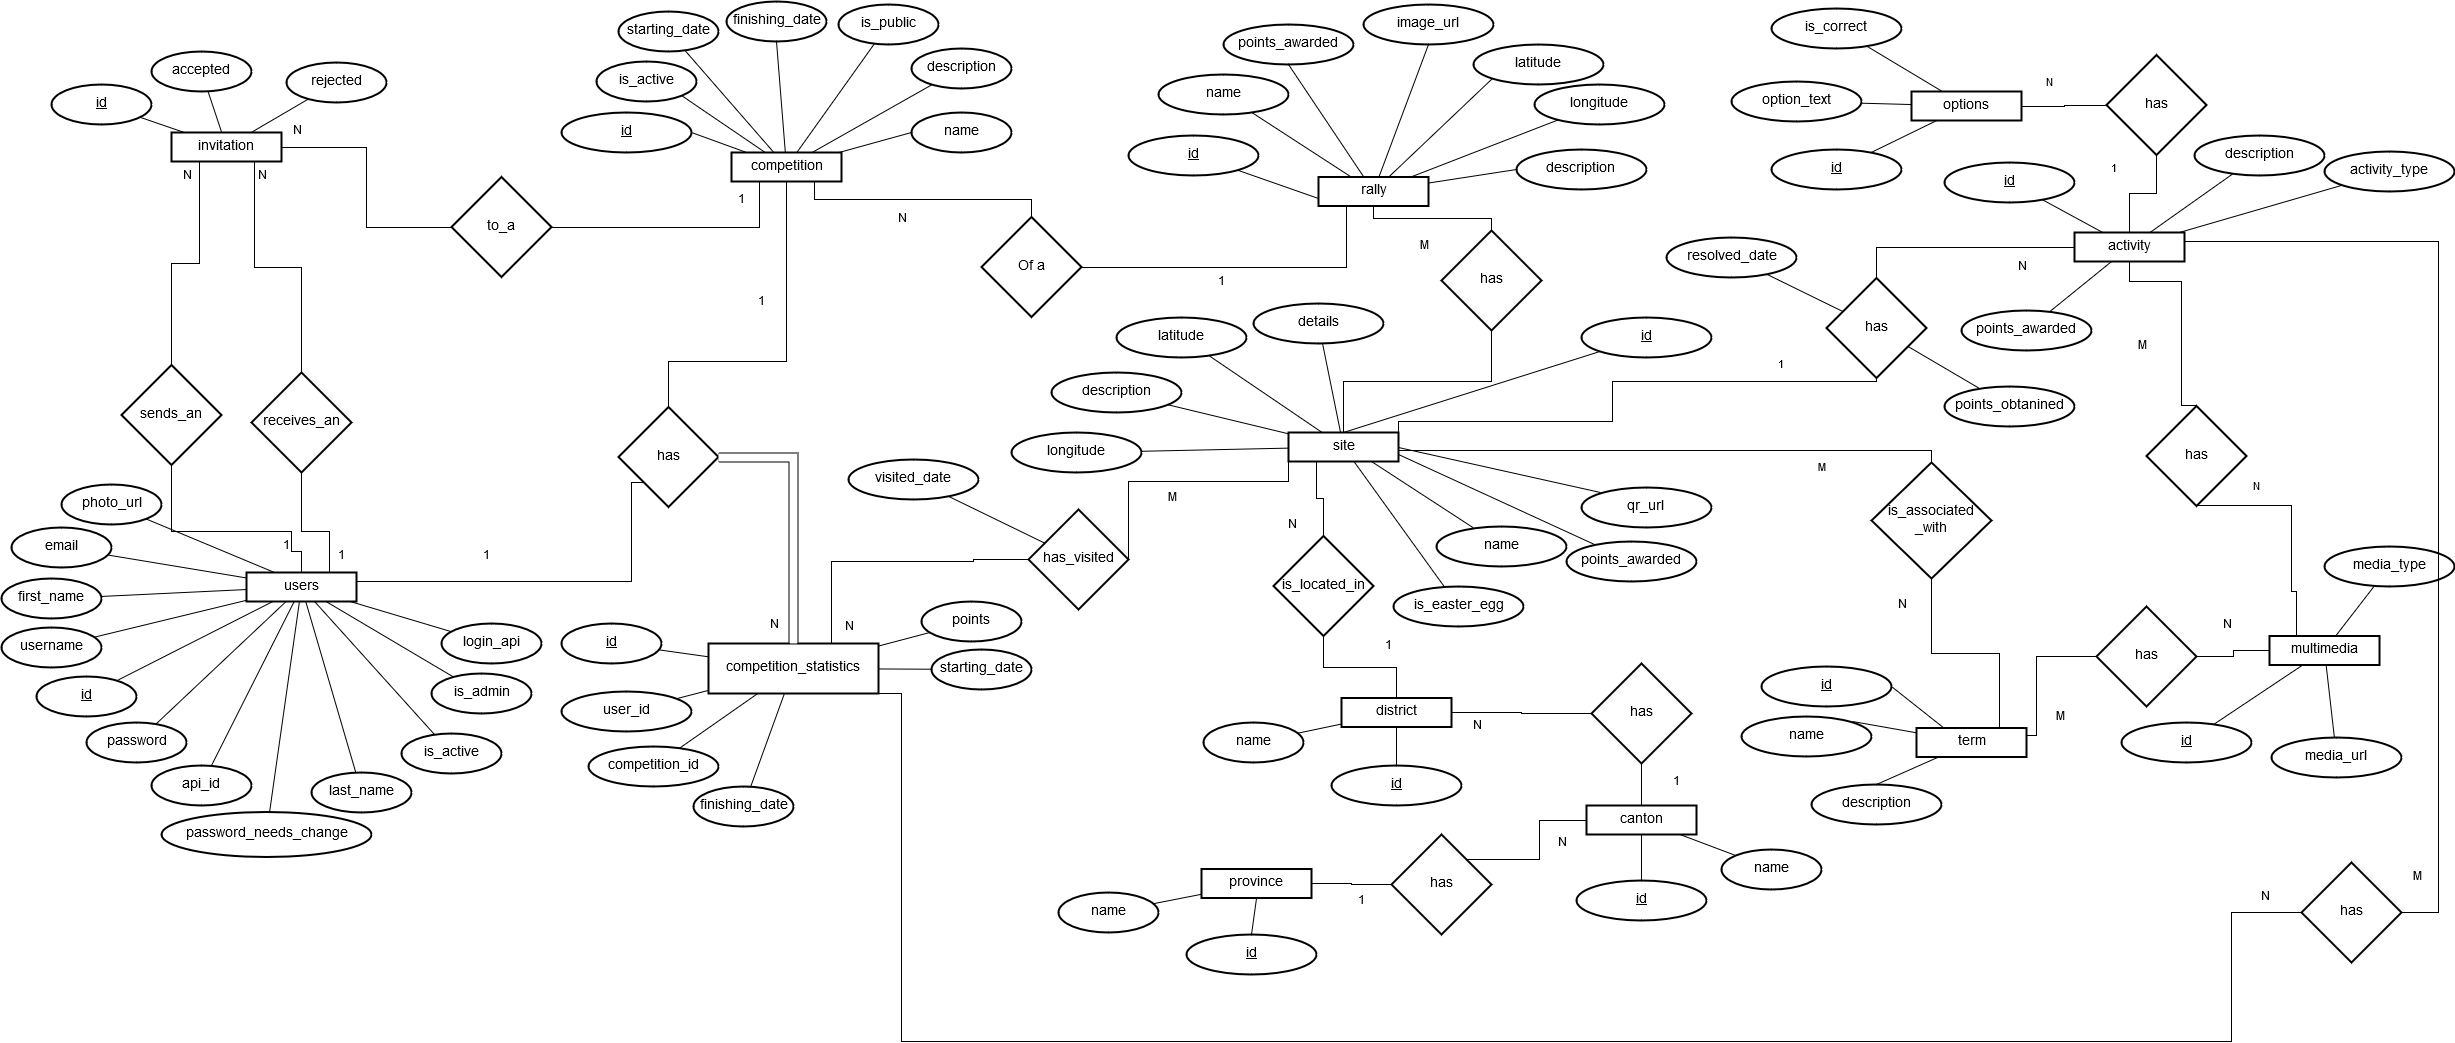 id
accepted
rejected
invitation
N
N
N
to_a
1
sends_an
receives_an
1
1
photo_url
email
first_name
username
id
password
api_id
password_needs_change
last_name
is_active
is_admin
login_api
users
1
starting_date
finishing_date
is_public
is_active
description
id
name
competition
1
N
Of a
1
has
N
N
id
points
competition_statistics
starting_date
user_id
competition_id
finishing_date
visited_date
has_visited
M
image_url
points_awarded
latitude
name
longitude
id
description
rally
M
has
latitude
details
id
description
longitude
site
qr_url
name
points_awarded
is_easter_egg
N
is_located_in
1
district
name
id
N
has
1
canton
name
id
N
has
1
province
name
id
is_correct
option_text
options
id
N
has
1
id
description
activity_type
activity
points_awarded
resolved_date
N
has
points_obtanined
1
M
has
N
M
is_associated
_with
N
id
name
term
description
M
has
N
media_type
multimedia
id
media_url
N
has
M